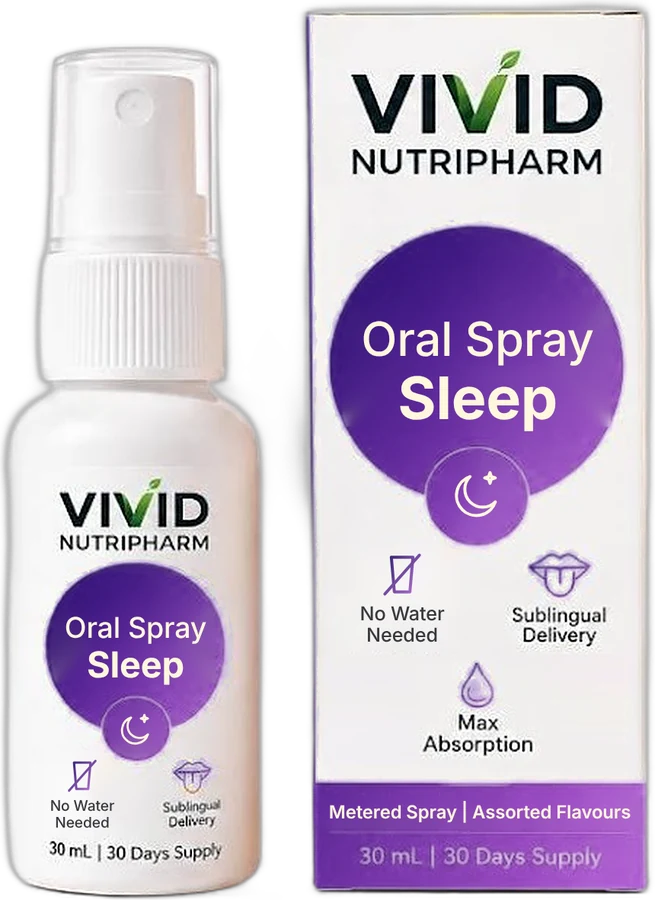 VIVID
NUTRIPHARM
Oral Spray
Sleep
No Water
Needed
Sublingual
Delivery
30 mL | 30 Days Supply
VIVID
NUTRIPHARM
Oral Spray
Sleep
No Water
Needed
Sublingual
Delivery
Max
Absorption
Metered Spray | Assorted Flavours
30 mL | 30 Days Supply